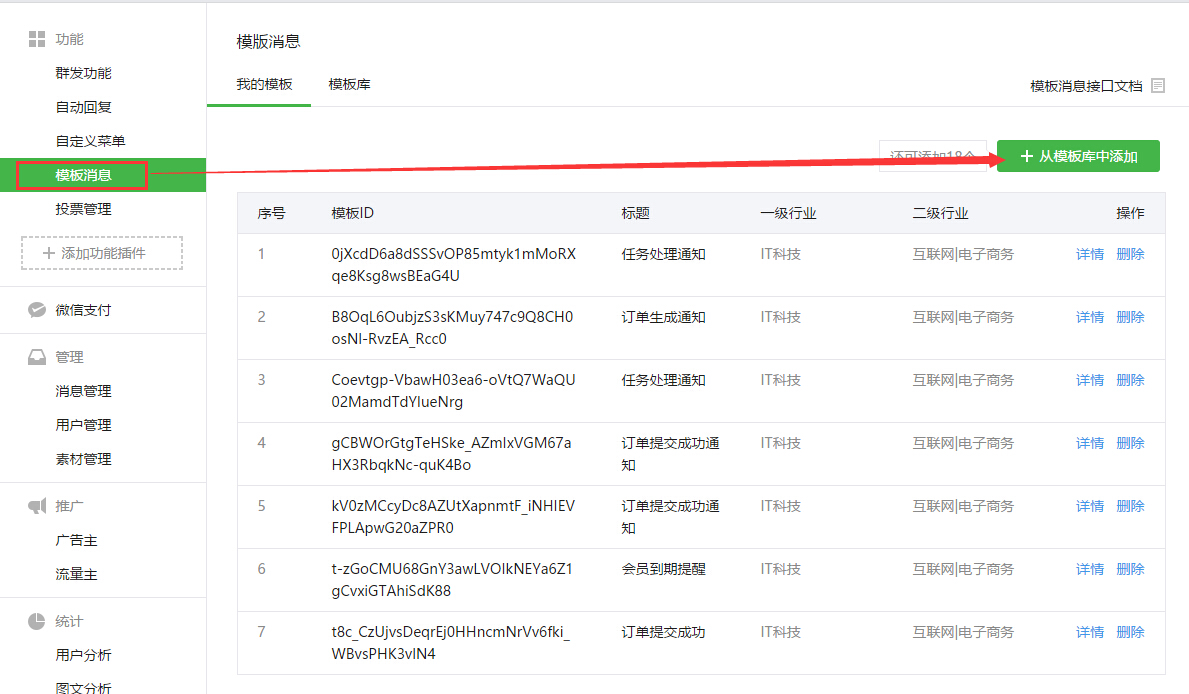 功能
群发功能
自动回复
自定义菜单
模板消息
投票管理
添加功能插件
微信支付
管理
消息管理
用户管理
素材管理
推广
广告主
流量主
统计
用户分析
图文分析
模版消息
我的模板 模板库
模板消息接口文档
还可添加18个
从模板库中添加
序号 模板ID 标题 一级行业 二级行业 操作
1 0jXcdD6a8dSSSvOP85mtyk1mMoRX 任务处理通知 IT科技 互联网|电子商务 详情 删除
qe8Ksg8wsBEaG4U
2 B8OqL6OubjzS3sKMuy747c9Q8CH0 订单生成通知 IT科技 互联网|电子商务 详情 删除
osNI-RvzEA_Rcc0
3 Coevtgp-VbawH03ea6-oVtQ7WaQU 任务处理通知 IT科技 互联网|电子商务 详情 删除
02MamdTdYlueNrg
4 gCBWOrGtgTeHSke_AZmIxVGM67a 订单提交成功通 IT科技 互联网|电子商务 详情 删除
HX3RbqkNc-quK4Bo 知
5 kV0zMCcyDc8AZUtXapnmtF_iNHIEV 订单提交成功通 IT科技 互联网|电子商务 详情 删除
FPLApwG20aZPR0 知
6 t-zGoCMU68GnY3awLVOIkNEYa6Z1 会员到期提醒 IT科技 互联网|电子商务 详情 删除
gCvxiGTAhiSdK88
7 t8c_CzUjvsDeqrEj0HHncmNrVv6fki_ 订单提交成功 IT科技 互联网|电子商务 详情 删除
WBvsPHK3vIN4